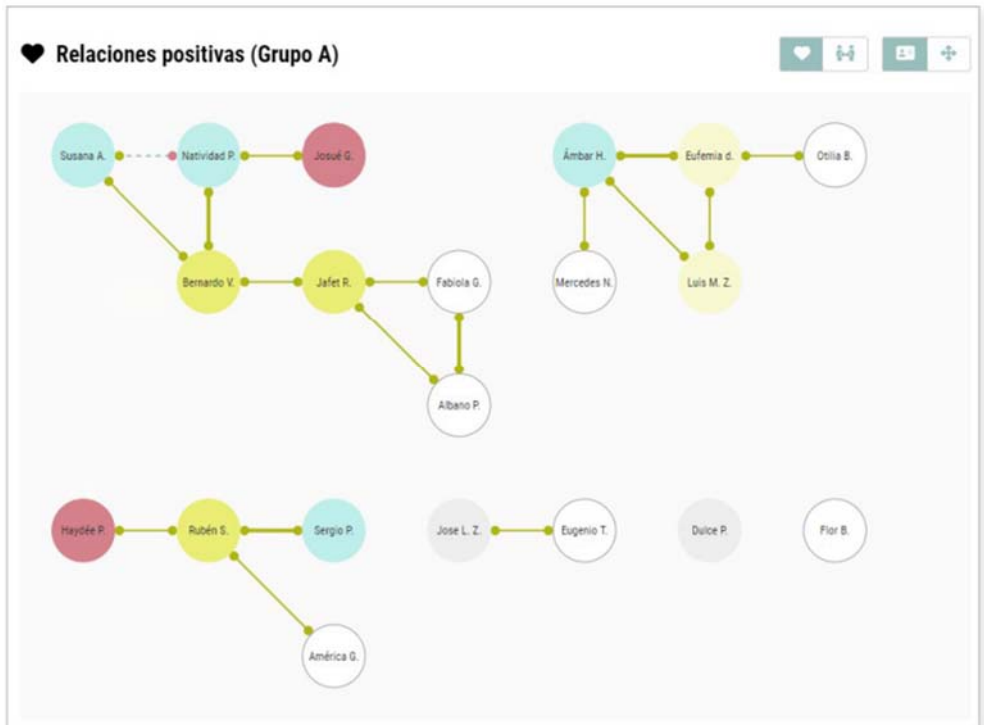 Relaciones positivas (Grupo A)
Susana A.
Natividad P.
Josué G.
Ámbar H.
Eufemia d.
Otilia B.
Bernardo V.
Jafet R.
Fabiola G.
Mercedes N.
Luis M. Z.
Albano P.
Haydée P.
Rubén S.
Sergio P.
Jose L. Z.
Eugenio T.
Dulce P.
Flor B.
América G.